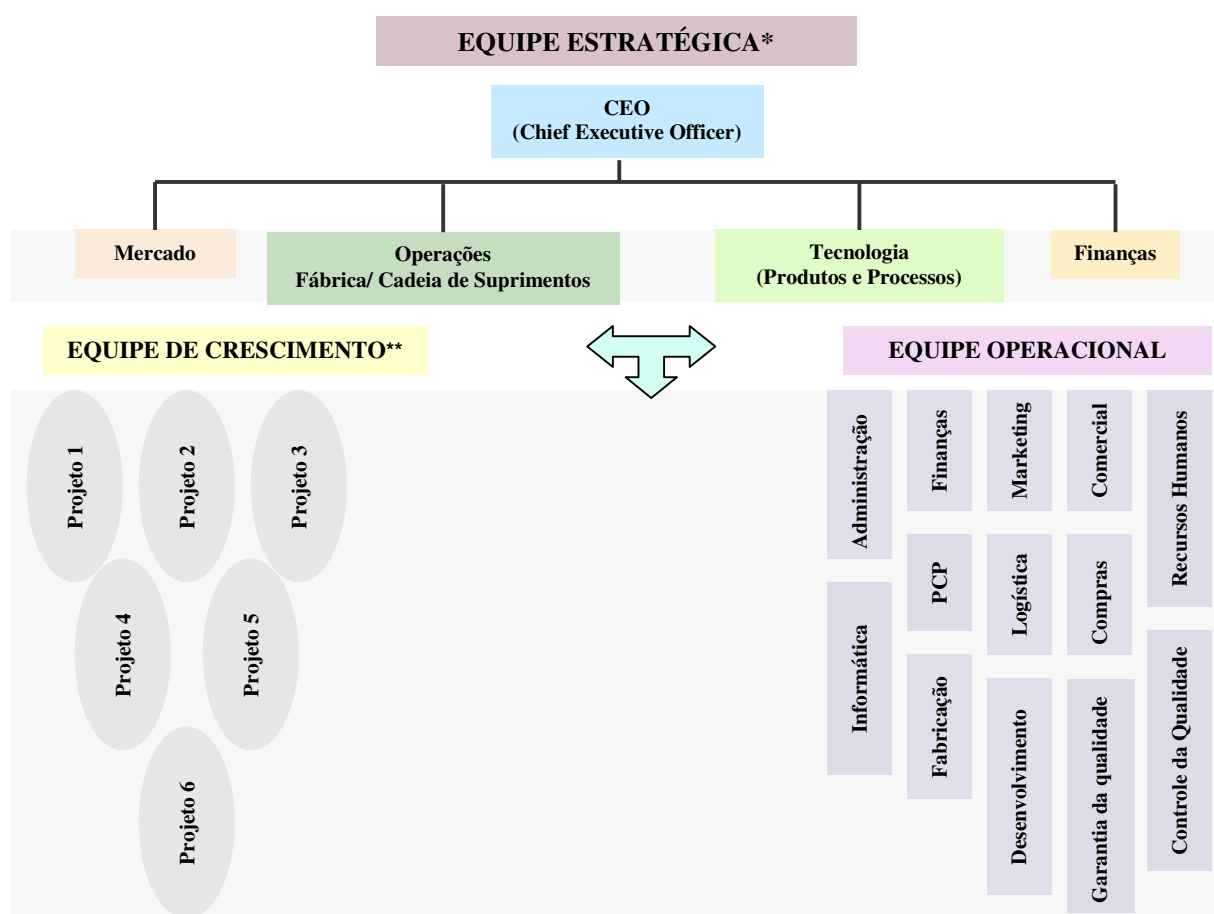 EQUIPE ESTRATÉGICA*
CEO
(Chief Executive Officer)
Mercado
Operações
Fábrica/ Cadeia de Suprimentos
Tecnologia
(Produtos e Processos)
Finanças
EQUIPE DE CRESCIMENTO**
EQUIPE OPERACIONAL
Projeto 1
Projeto 2
Projeto 3
Projeto 4
Projeto 5
Projeto 6
Administração
Finanças
Marketing
Comercial
Recursos Humanos
Informática
PCP
Logística
Compras
Fabricação
Desenvolvimento
Garantia da qualidade
Controle da Qualidade